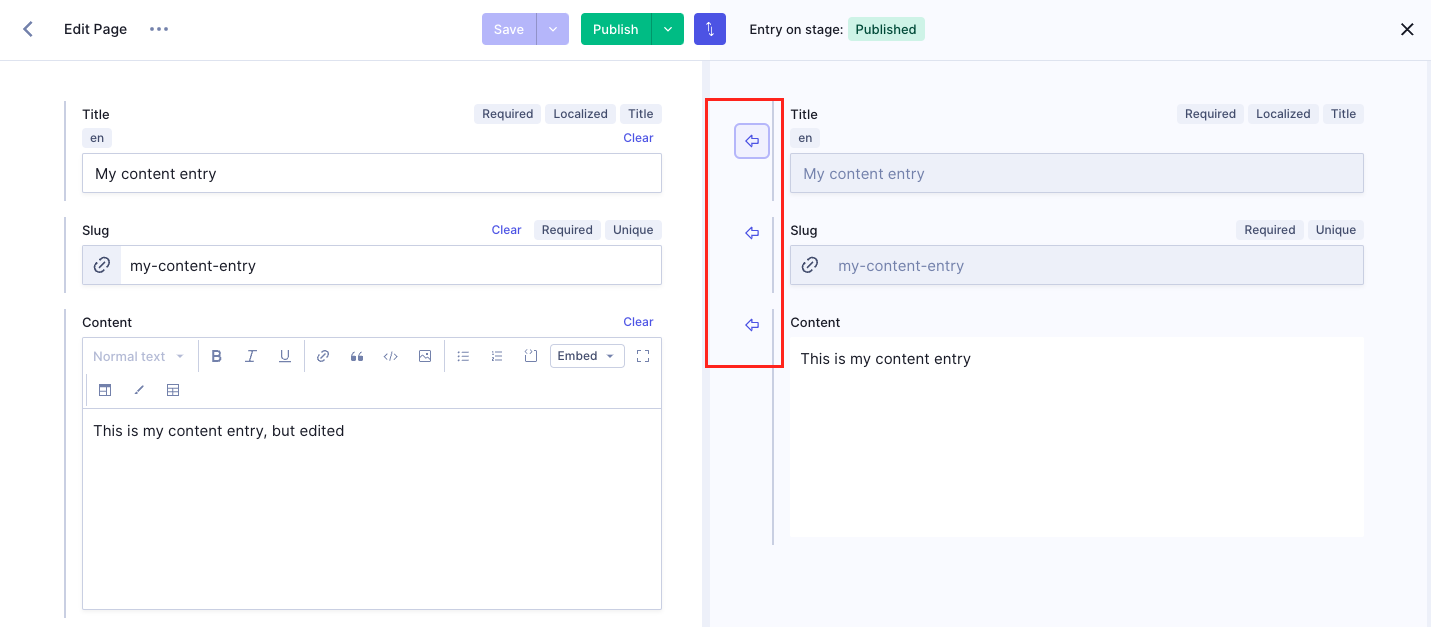 Edit Page
Save
Publish
Entry on stage: Published
Title Required Localized Title
en Clear
My content entry
Slug Clear Required Unique
my-content-entry
Content Clear
Normal text B I U </> Embed
This is my content entry, but edited
Title Required Localized Title
en
My content entry
Slug Required Unique
my-content-entry
Content
This is my content entry